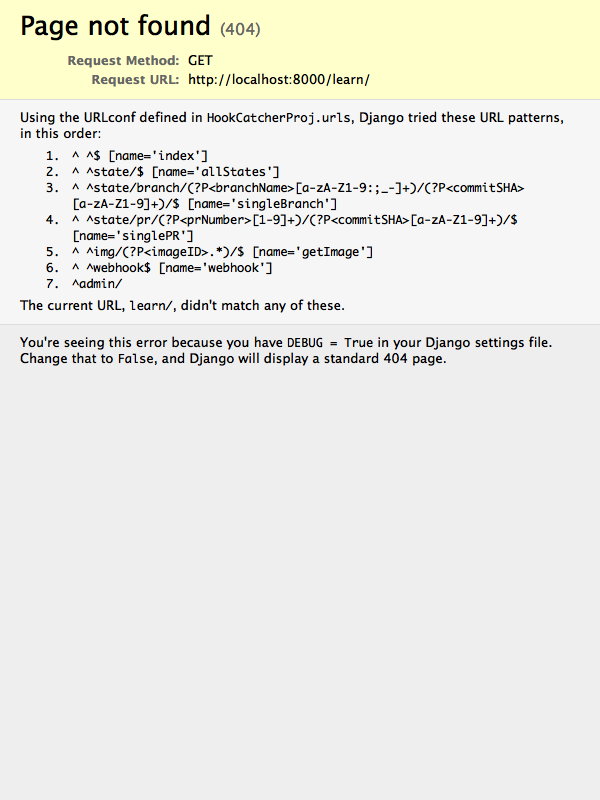 Page not found (404)
Request Method: GET
Request URL: http://localhost:8000/learn/
Using the URLconf defined in HookCatcherProj.urls, Django tried these URL patterns,
in this order:
1. ^ ^$ [name='index']
2. ^ ^state/$ [name='allStates']
3. ^ ^state/branch/(?P<branchName>[a-zA-Z1-9:;_-]+)/(?P<commitSHA>
[a-zA-Z1-9]+)/$ [name='singleBranch']
4. ^ ^state/pr/(?P<prNumber>[1-9]+)/(?P<commitSHA>[a-zA-Z1-9]+)/$
[name='singlePR']
5. ^ ^img/(?P<imageID>.*)/$ [name='getImage']
6. ^ ^webhook$ [name='webhook']
7. ^admin/
The current URL, learn/, didn't match any of these.
You're seeing this error because you have DEBUG = True in your Django settings file.
Change that to False, and Django will display a standard 404 page.